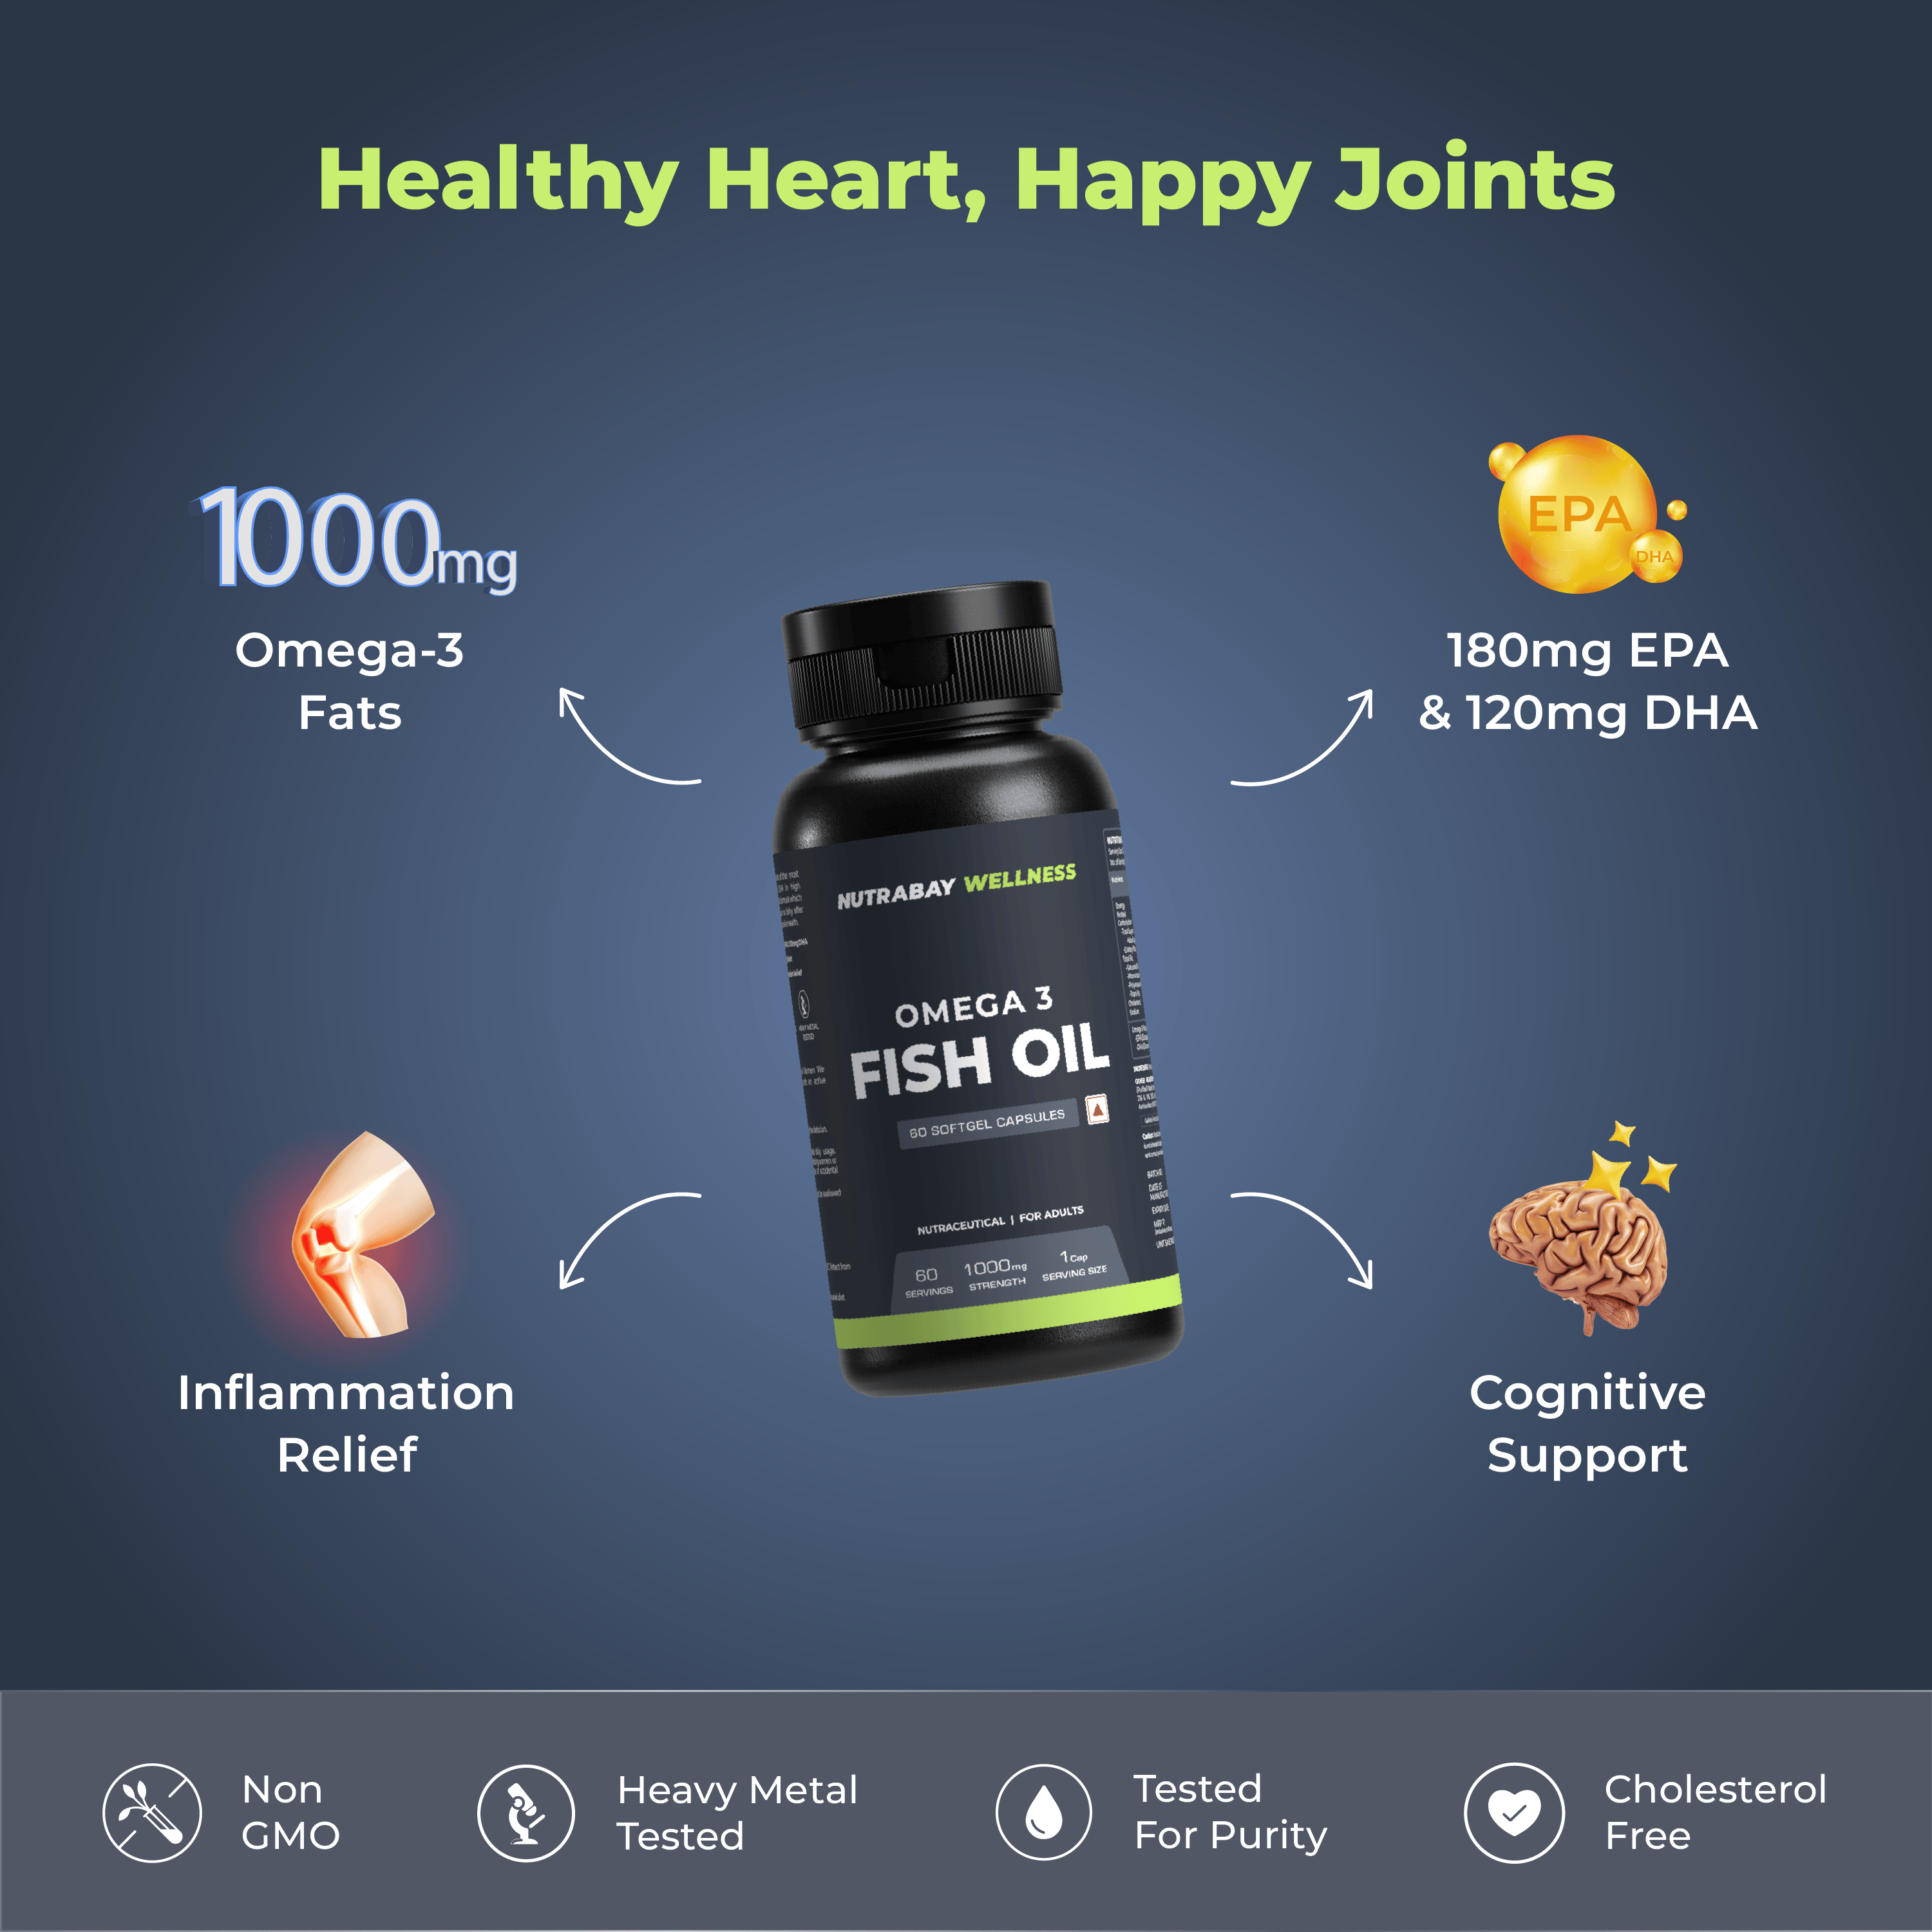 Healthy Heart, Happy Joints
1000mg
Omega-3
Fats
EPA
DHA
180mg EPA
& 120mg DHA
NUTRABAY WELLNESS
OMEGA 3
FISH OIL
60 SOFTGEL CAPSULES
NUTRACEUTICAL | FOR ADULTS
60
SERVINGS
1000mg
STRENGTH
1 Cap
SERVING SIZE
Inflammation
Relief
Cognitive
Support
Non
GMO
Heavy Metal
Tested
Tested
For Purity
Cholesterol
Free